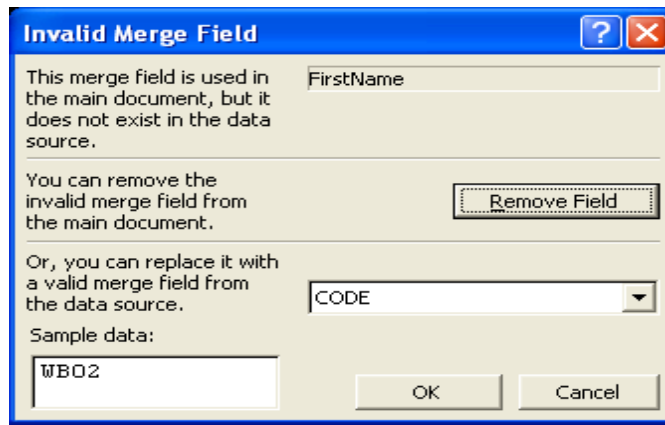 Invalid Merge Field
This merge field is used in
the main document, but it
does not exist in the data
source.
FirstName
You can remove the
invalid merge field from
the main document.
Remove Field
Or, you can replace it with
a valid merge field from
the data source.
CODE
Sample data:
WBO2
OK
Cancel